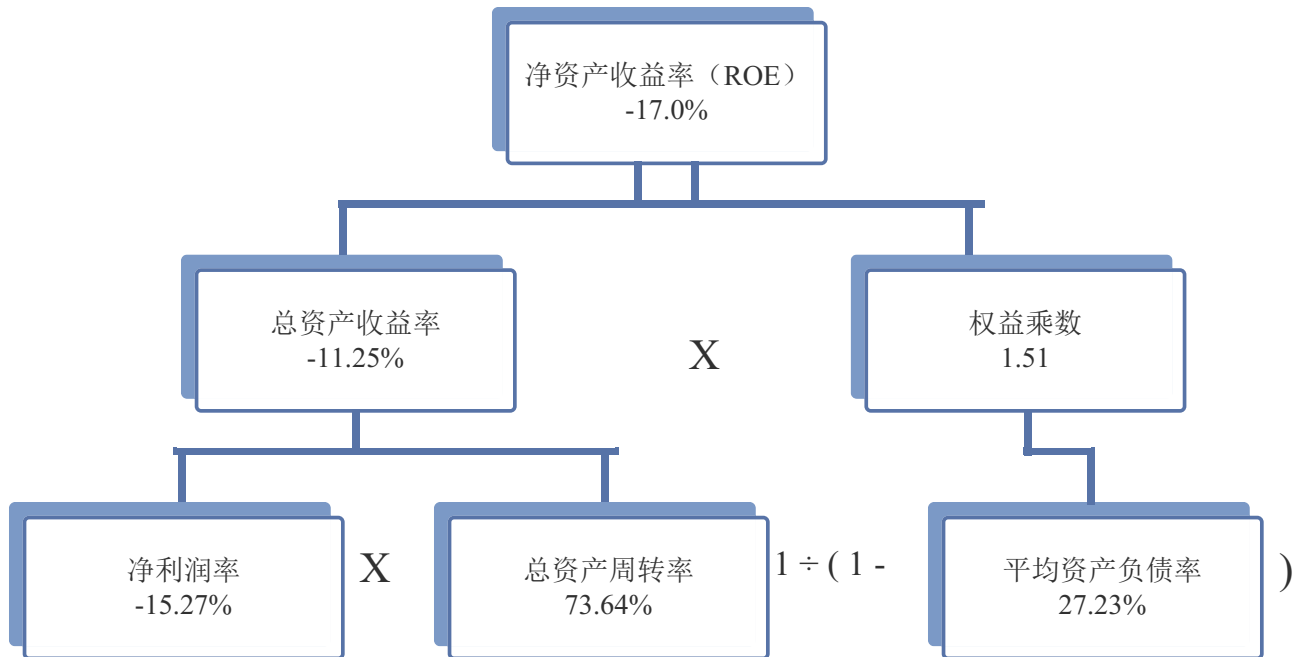 净资产收益率（ROE）
-17.0%
总资产收益率
-11.25%
X
权益乘数
1.51
净利润率
-15.27%
X
总资产周转率
73.64%
1 ÷ ( 1 -
平均资产负债率
27.23%
)